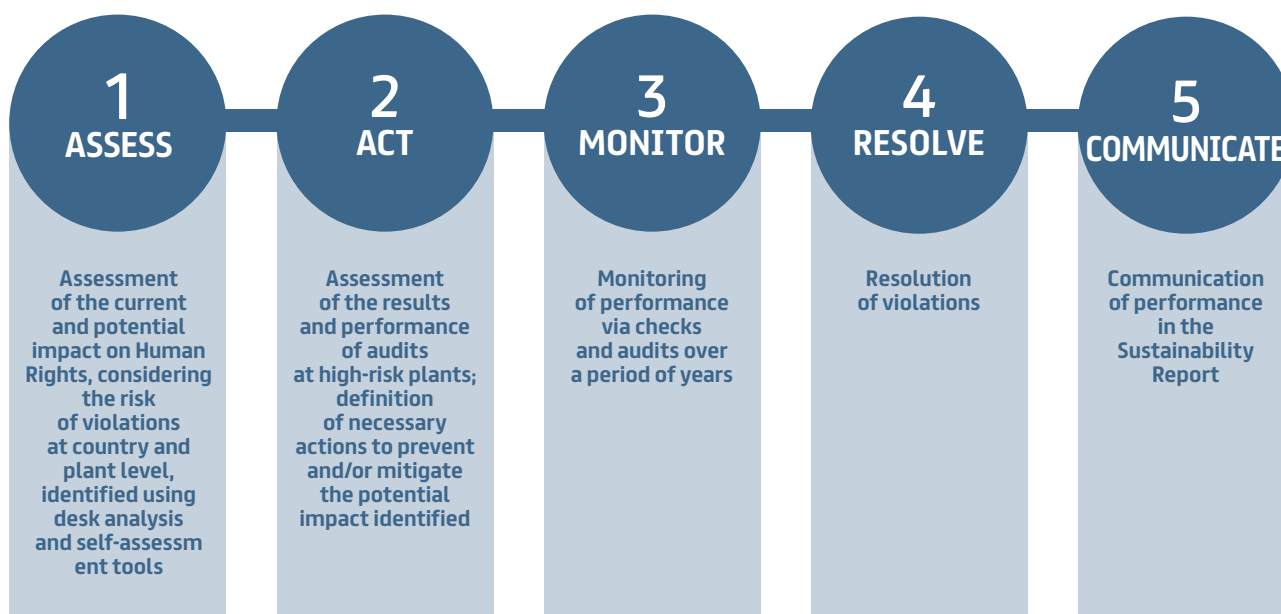 1
ASSESS
Assessment
of the current
and potential
impact on Human
Rights, considering
the risk
of violations
at country and
plant level,
identified using
desk analysis
and self-assessm
ent tools
2
ACT
Assessment
of the results
and performance
of audits
at high-risk plants;
definition
of necessary
actions to prevent
and/or mitigate
the potential
impact identified
3
MONITOR
Monitoring
of performance
via checks
and audits over
a period of years
4
RESOLVE
Resolution
of violations
5
COMMUNICATE
Communication
of performance
in the
Sustainability
Report